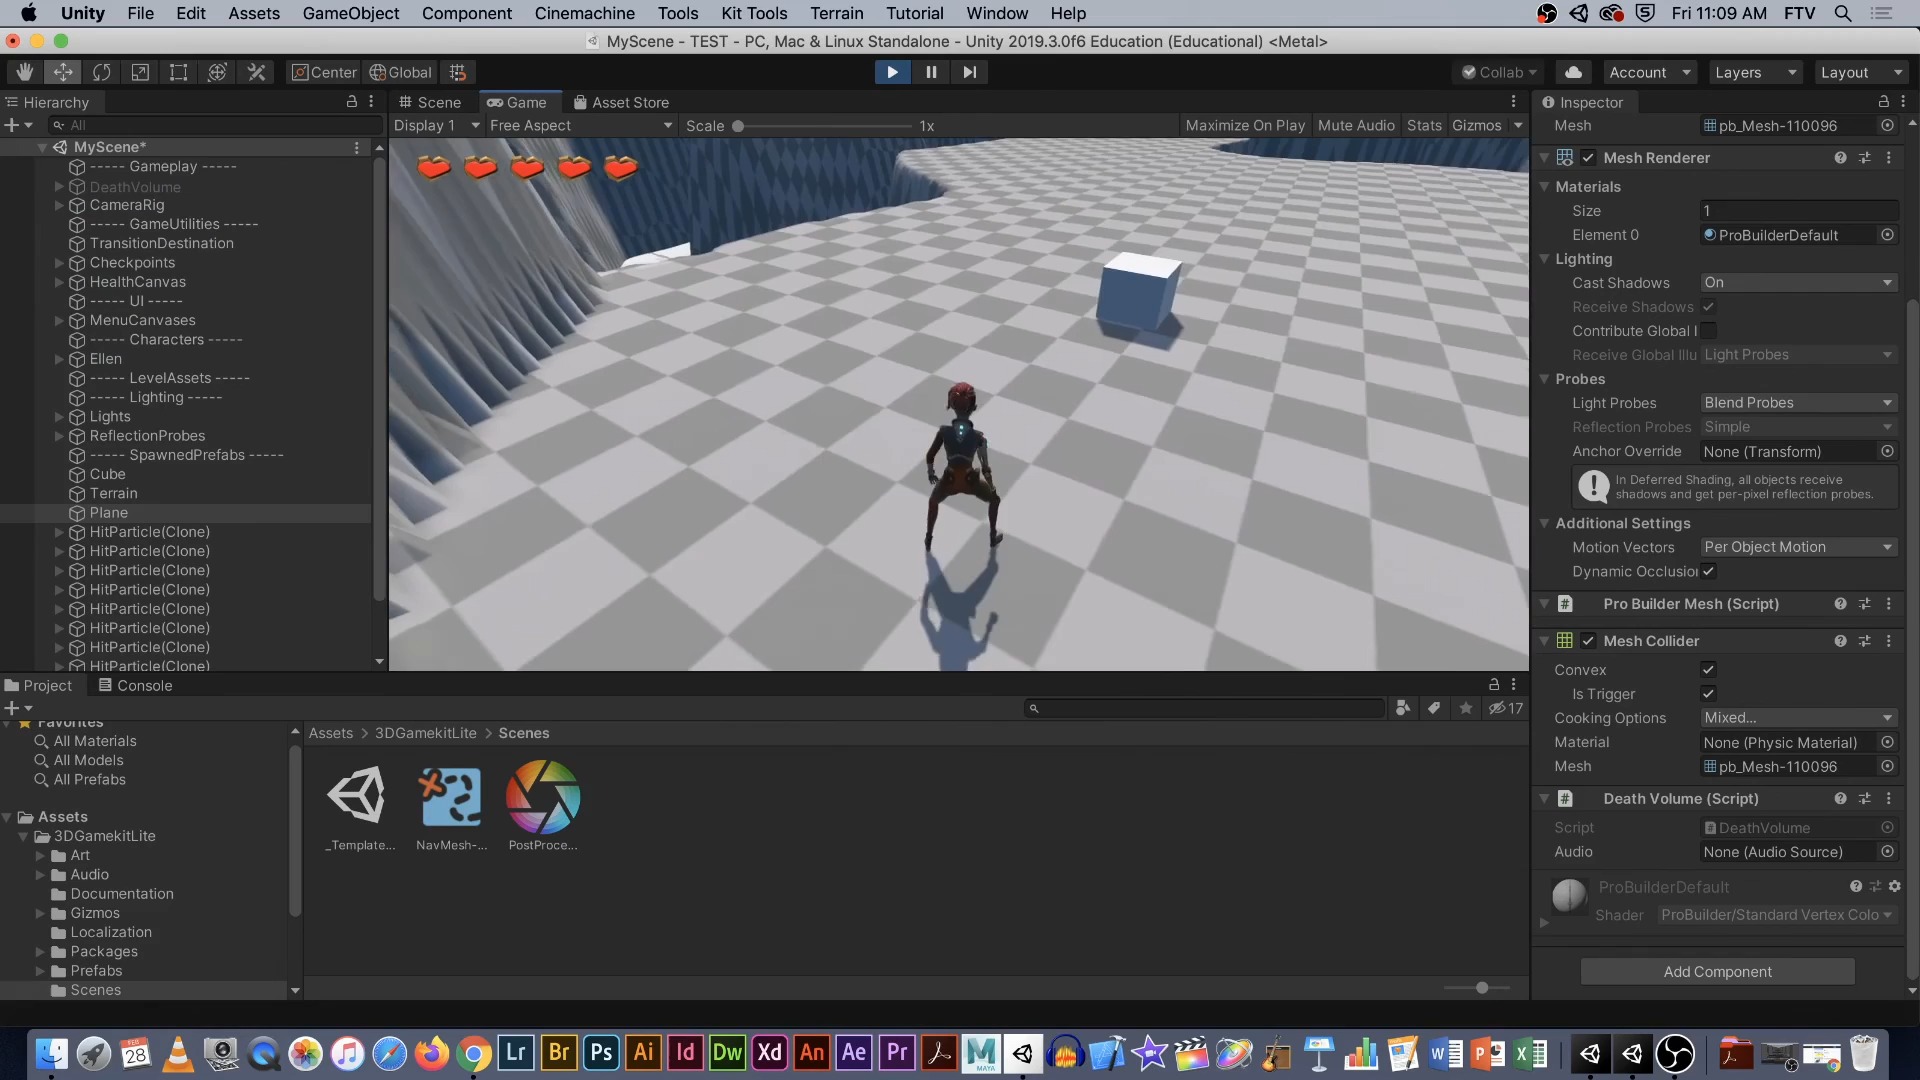 Unity File Edit Assets GameObject Component Cinemachine Tools Kit Tools Terrain Tutorial Window Help Fri 11:09 AM FTV
MyScene - TEST - PC, Mac & Linux Standalone - Unity 2019.3.0f6 Education (Educational) <Metal>
Center Global Collab Account Layers Layout
Hierarchy Scene Game Asset Store Inspector
All Display 1 Free Aspect Scale 1x Maximize On Play Mute Audio Stats Gizmos
MyScene*
----- Gameplay -----
DeathVolume
CameraRig
----- GameUtilities -----
TransitionDestination
Checkpoints
HealthCanvas
----- UI -----
MenuCanvases
----- Characters -----
Ellen
----- LevelAssets -----
----- Lighting -----
Lights
ReflectionProbes
----- SpawnedPrefabs -----
Cube
Terrain
Plane
HitParticle(Clone)
HitParticle(Clone)
HitParticle(Clone)
HitParticle(Clone)
HitParticle(Clone)
HitParticle(Clone)
HitParticle(Clone)
HitParticle(Clone)
Mesh pb_Mesh-110096
Mesh Renderer
Materials
Size 1
Element 0 ProBuilderDefault
Lighting
Cast Shadows On
Receive Shadows
Contribute Global I
Receive Global Illu Light Probes
Probes
Light Probes Blend Probes
Reflection Probes Simple
Anchor Override None (Transform)
In Deferred Shading, all objects receive
shadows and get per-pixel reflection probes.
Additional Settings
Motion Vectors Per Object Motion
Dynamic Occlusio
Pro Builder Mesh (Script)
Mesh Collider
Convex
Is Trigger
Cooking Options Mixed...
Material None (Physic Material)
Mesh pb_Mesh-110096
Death Volume (Script)
Script DeathVolume
Audio None (Audio Source)
ProBuilderDefault
Shader ProBuilder/Standard Vertex Colo
Add Component
Project Console
17
Favorites
All Materials
All Models
All Prefabs
Assets
3DGamekitLite
Art
Audio
Documentation
Gizmos
Localization
Packages
Prefabs
Scenes
Assets > 3DGamekitLite > Scenes
_Template... NavMesh-... PostProce...
FEB
28 Lr Br Ps Ai Id Dw Xd An Ae Pr M
MAYA
W P X